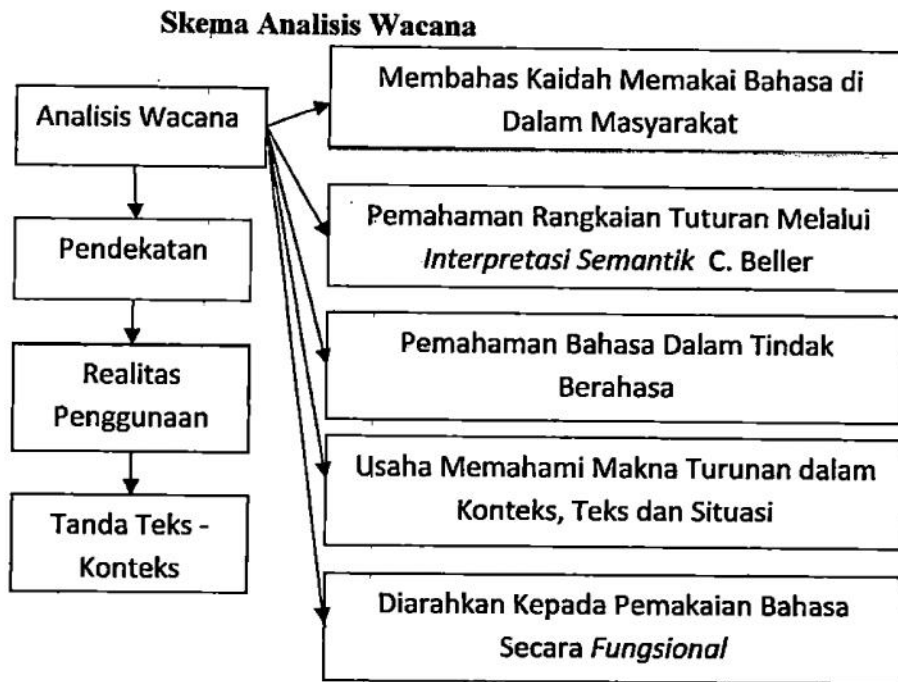 Skema Analisis Wacana
Analisis Wacana
Pendekatan
Realitas
Penggunaan
Tanda Teks -
Konteks
Membahas Kaidah Memakai Bahasa di
Dalam Masyarakat
Pemahaman Rangkaian Tuturan Melalui
Interpretasi Semantik C. Beller
Pemahaman Bahasa Dalam Tindak
Berahasa
Usaha Memahami Makna Turunan dalam
Konteks, Teks dan Situasi
Diarahkan Kepada Pemakaian Bahasa
Secara Fungsional